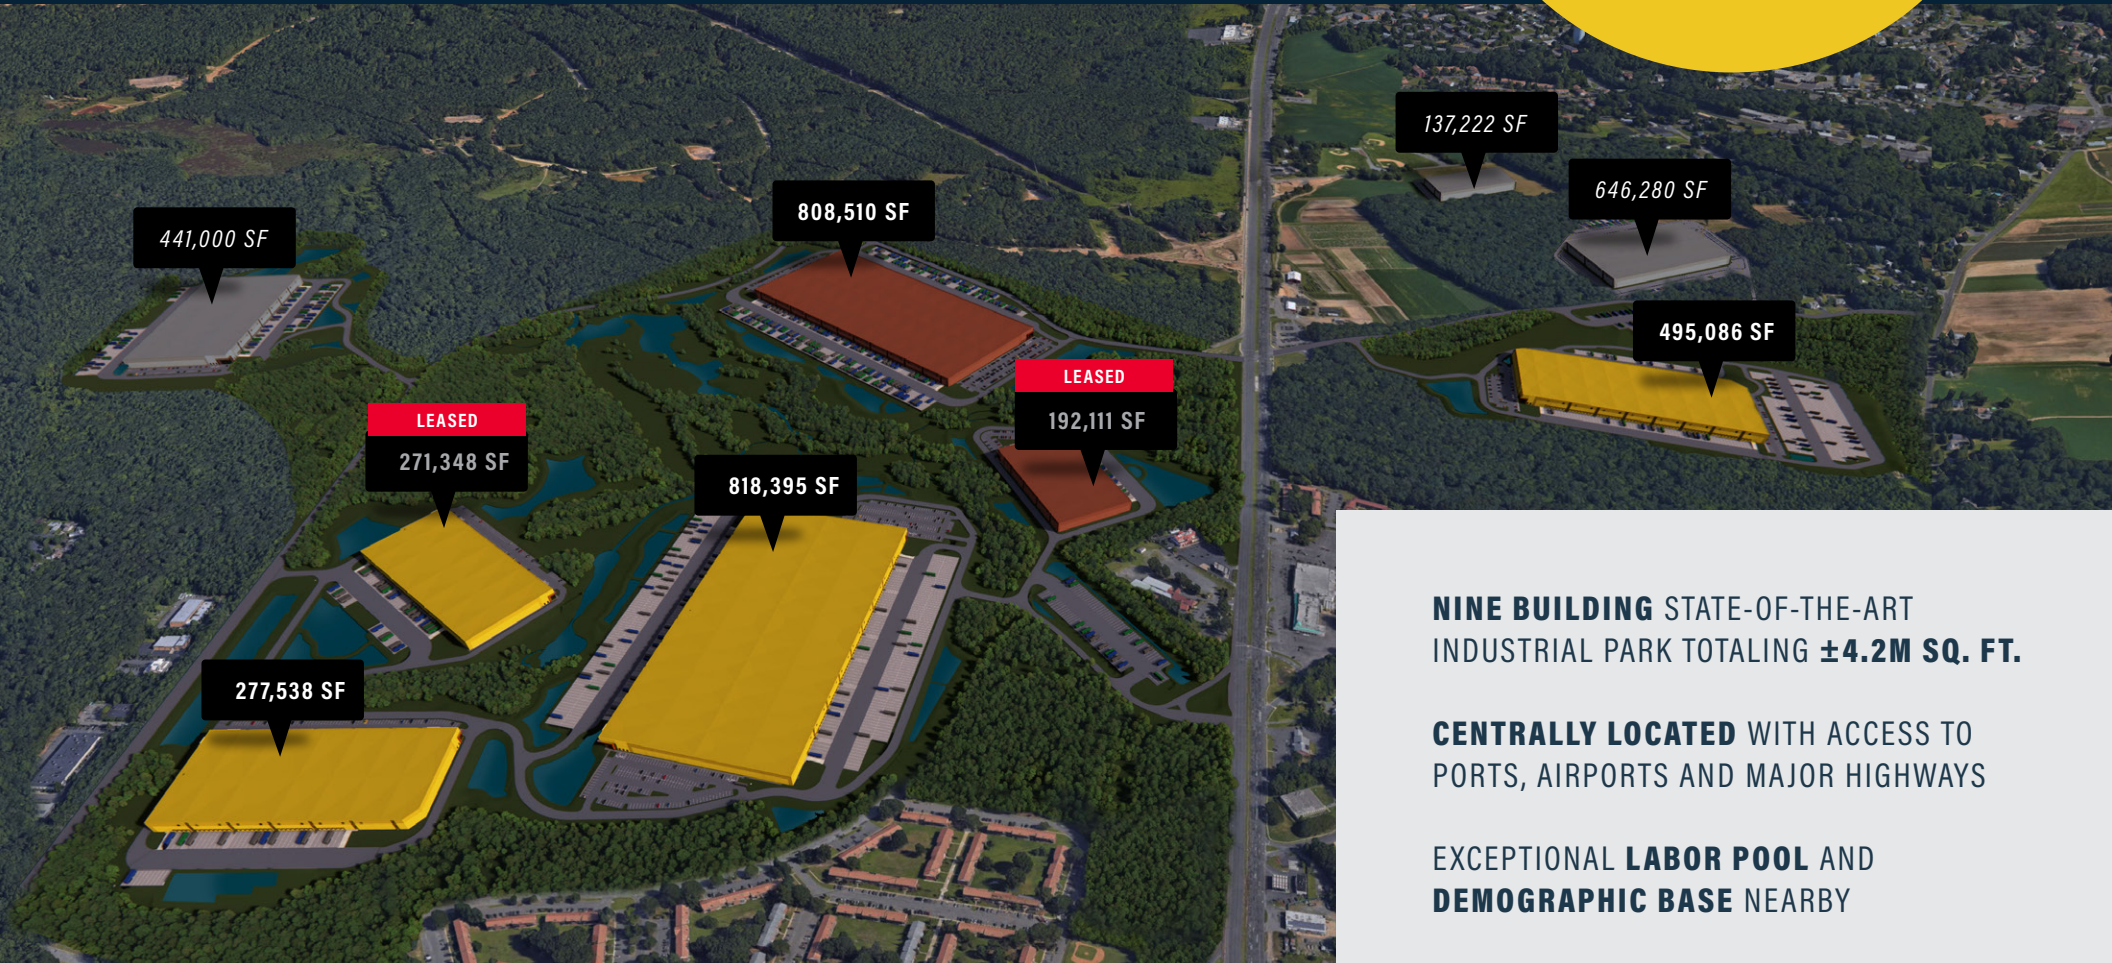 137,222 SF
646,280 SF
808,510 SF
441,000 SF
495,086 SF
LEASED
192,111 SF
LEASED
271,348 SF
818,395 SF
277,538 SF
NINE BUILDING STATE-OF-THE-ART
INDUSTRIAL PARK TOTALING ±4.2M SQ. FT.
CENTRALLY LOCATED WITH ACCESS TO
PORTS, AIRPORTS AND MAJOR HIGHWAYS
EXCEPTIONAL LABOR POOL AND
DEMOGRAPHIC BASE NEARBY